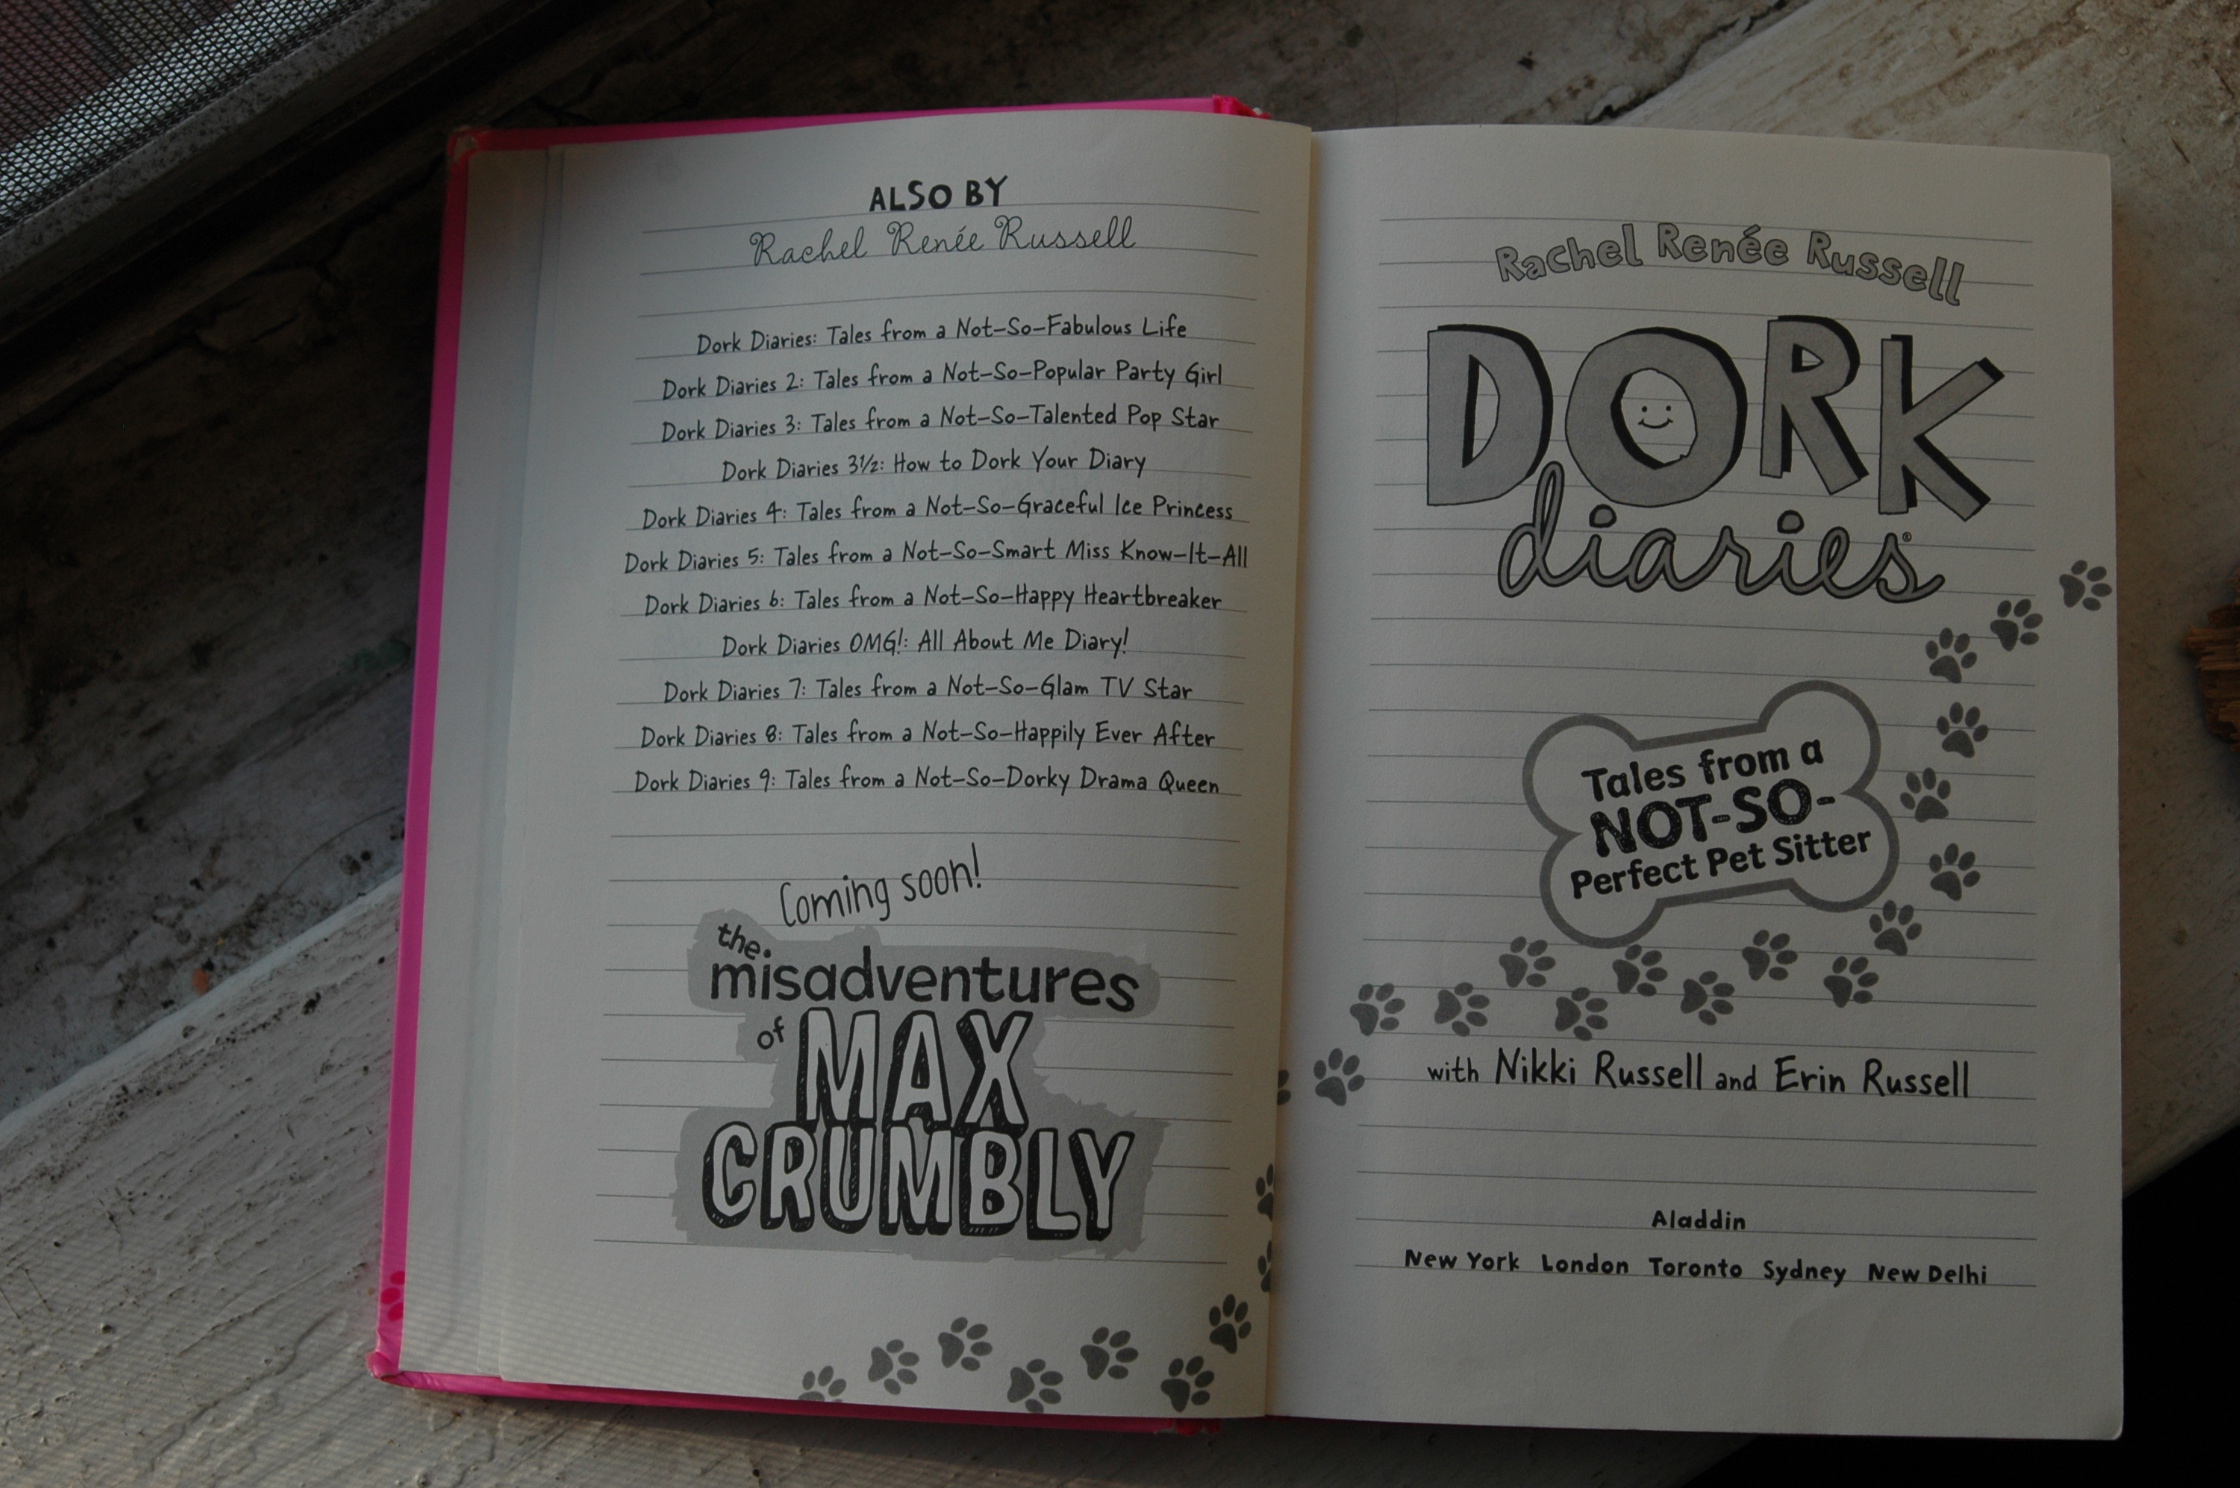 ALSO BY
Rachel Renée Russell
Dork Diaries: Tales from a Not-So-Fabulous Life
Dork Diaries 2: Tales from a Not-So-Popular Party Girl
Dork Diaries 3: Tales from a Not-So-Talented Pop Star
Dork Diaries 3½: How to Dork Your Diary
Dork Diaries 4: Tales from a Not-So-Graceful Ice Princess
Dork Diaries 5: Tales from a Not-So-Smart Miss Know-It-All
Dork Diaries 6: Tales from a Not-So-Happy Heartbreaker
Dork Diaries OMG!: All About Me Diary!
Dork Diaries 7: Tales from a Not-So-Glam TV Star
Dork Diaries 8: Tales from a Not-So-Happily Ever After
Dork Diaries 9: Tales from a Not-So-Dorky Drama Queen
Coming soon!
the
misadventures
of MAX
CRUMBLY
Rachel Renée Russell
DORK
diaries®
Tales from a
NOT-SO-
Perfect Pet Sitter
with Nikki Russell and Erin Russell
Aladdin
New York London Toronto Sydney New Delhi